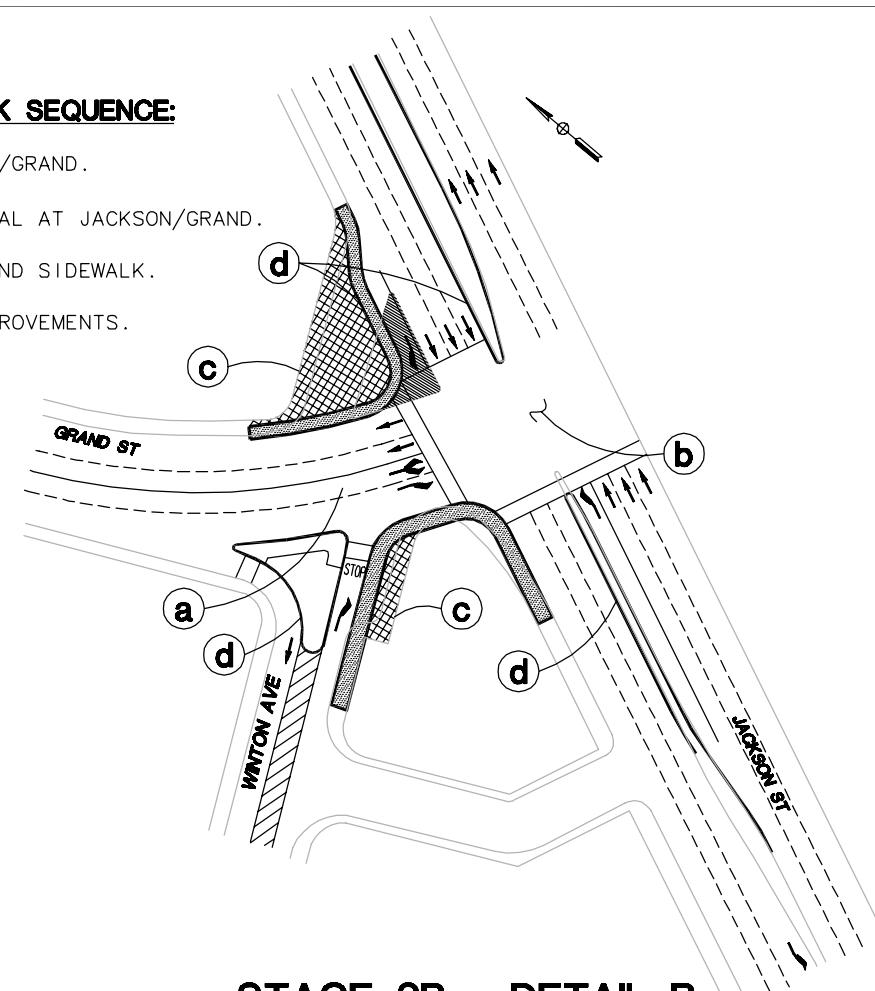 K SEQUENCE:
/GRAND.
AL AT JACKSON/GRAND.
ND SIDEWALK.
ROVEMENTS.
d
c
GRAND ST
b
STOP
a
c
d
d
WINTON AVE
JACKSON ST